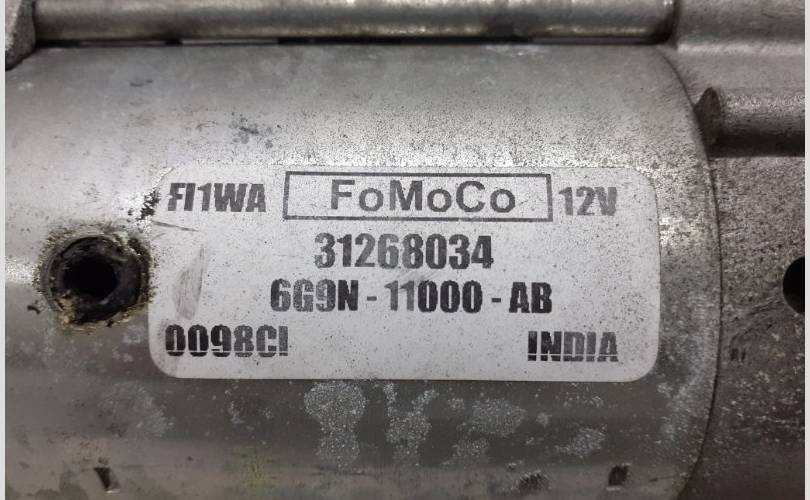 FI1WA FoMoCo 12V
31268034
6G9N - 11000 - AB
0098CI INDIA